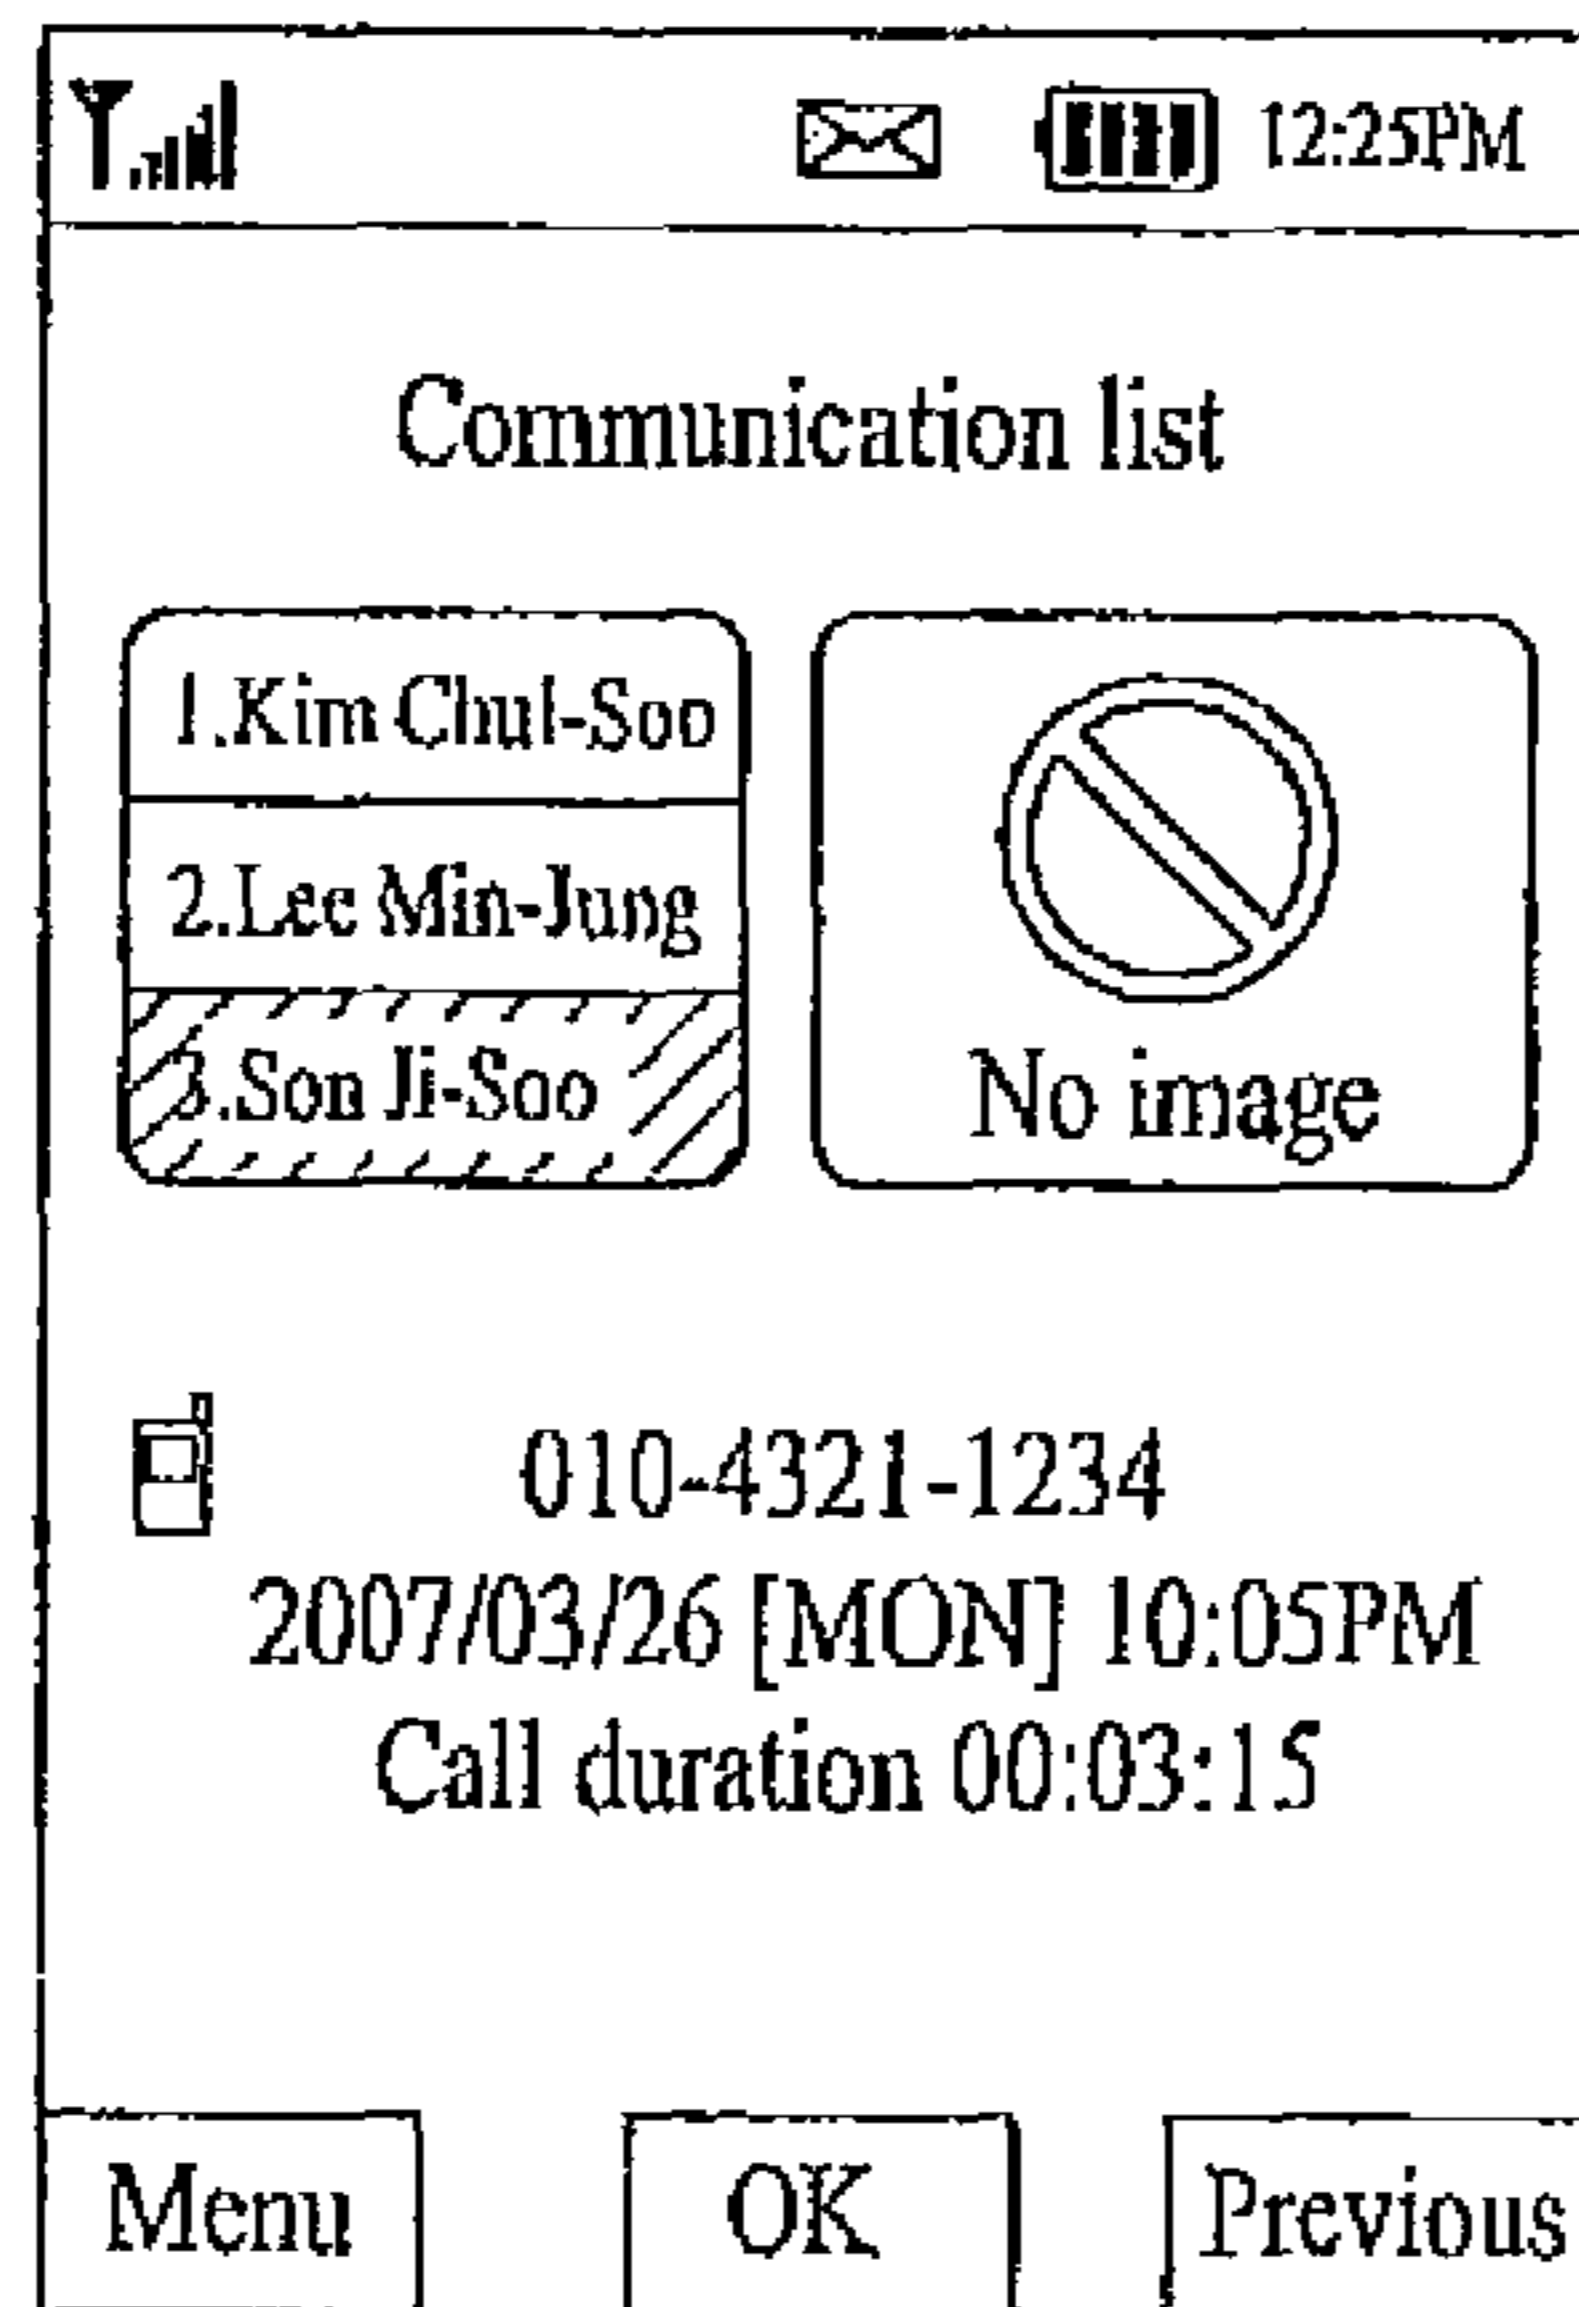 12:25PM
Communication list
1.Kim Chul-Soo
2.Lee Min-Jung
3.Son Ji-Soo
No image
010-4321-1234
2007/03/26 [MON] 10:05PM
Call duration 00:03:15
Menu OK Previous